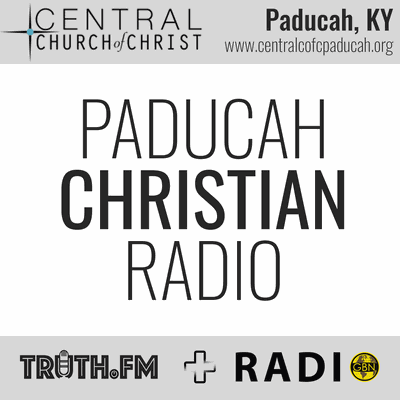 CENTRAL
CHURCH of CHRIST
Paducah, KY
www.centralcofcpaducah.org
PADUCAH
CHRISTIAN
RADIO
TRUTH.FM + RADIO
GBN